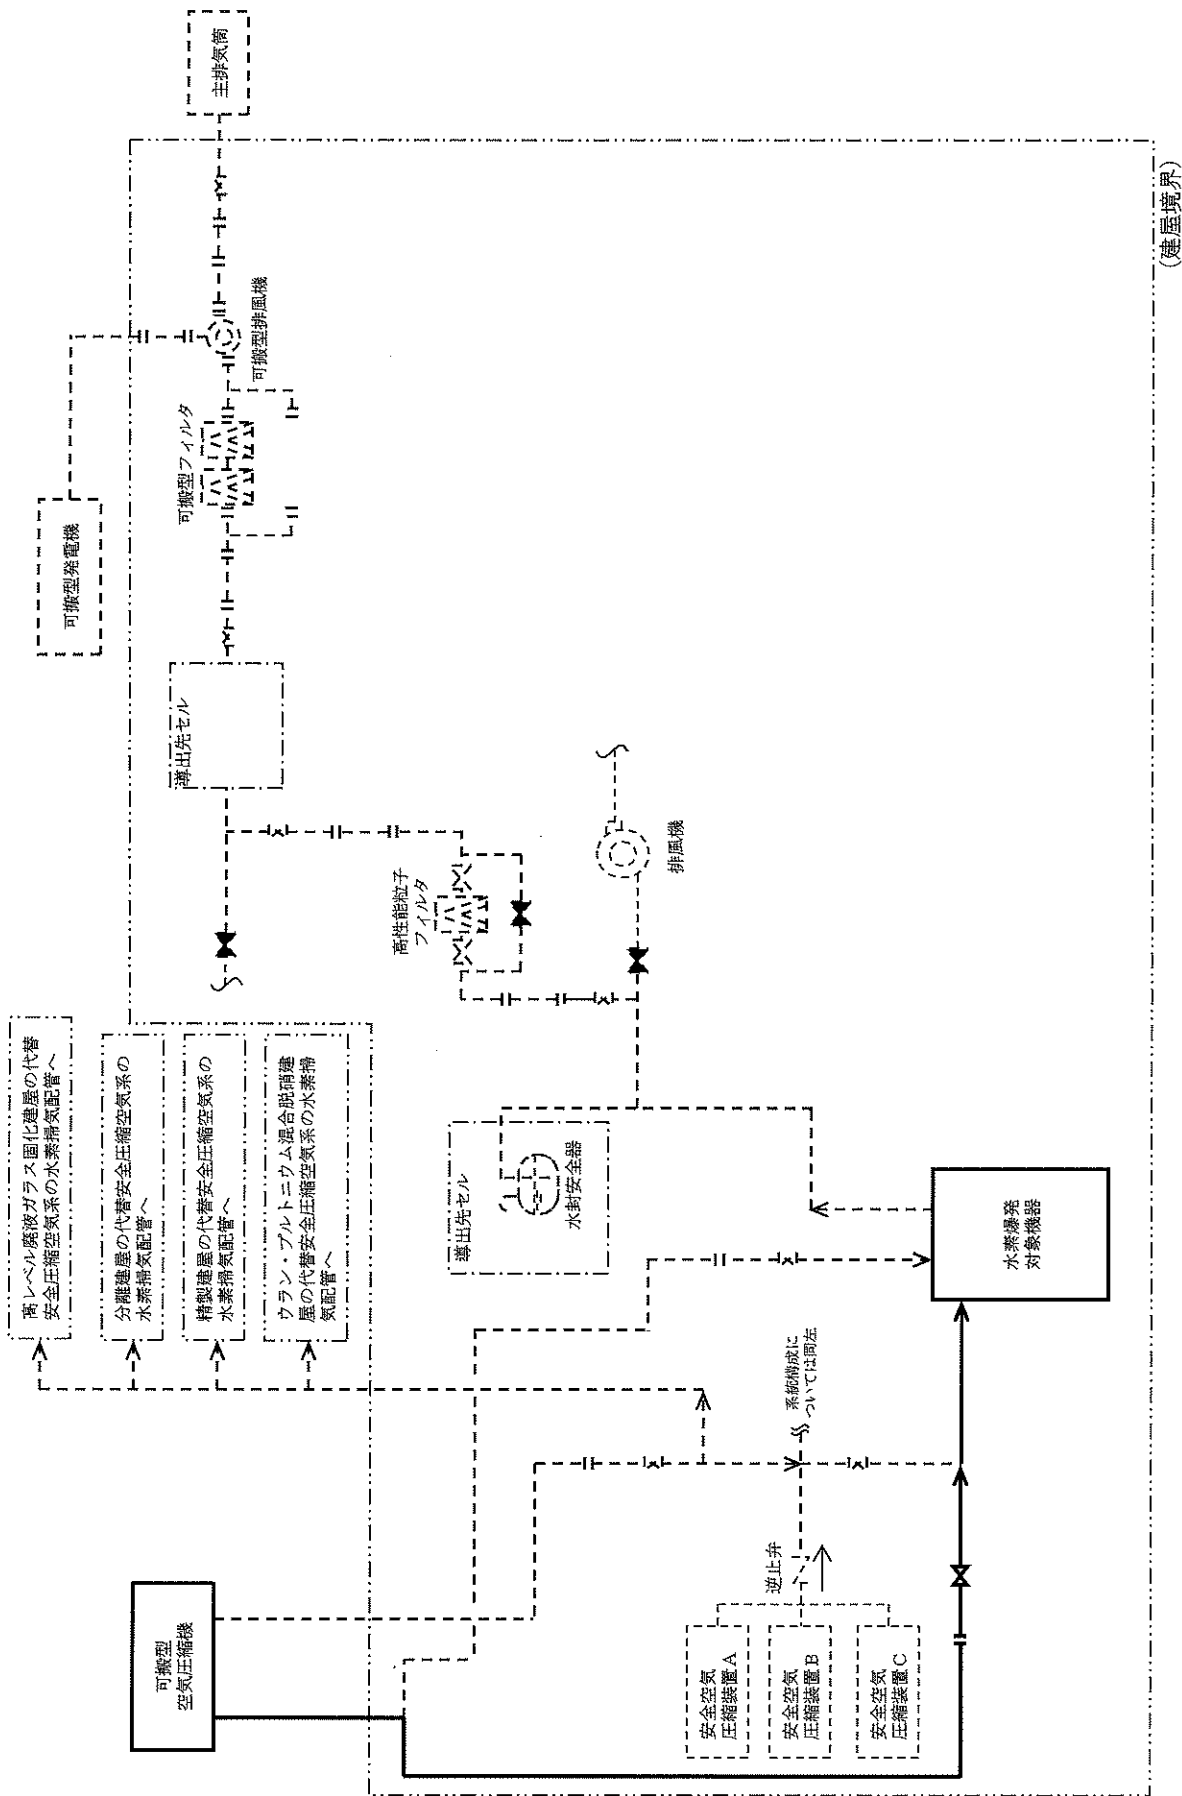 高レベル廃液ガラス固化建屋の代替
安全圧縮空気系の水素掃気配管へ
分離建屋の代替安全圧縮空気系の
水素掃気配管へ
精製建屋の代替安全圧縮空気系の
水素掃気配管へ
ウラン・プルトニウム混合脱硝建
屋の代替安全圧縮空気系の水素掃
気配管へ
可搬型発電機
主排気筒
可搬型フィルタ
可搬型排風機
導出先セル
高性能粒子
フィルタ
排風機
導出先セル
水封安全器
可搬型
空気圧縮機
系統構成に
ついては同左
逆止弁
安全空気
圧縮装置A
安全空気
圧縮装置B
安全空気
圧縮装置C
水素爆発
対象機器
(建屋境界)